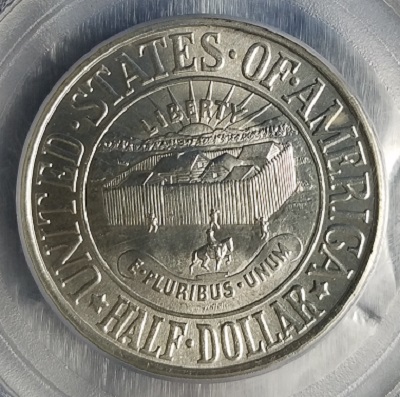 UNITED·STATES·OF·AMERICA
LIBERTY
E·PLURIBUS·UNUM
★HALF·DOLLAR★